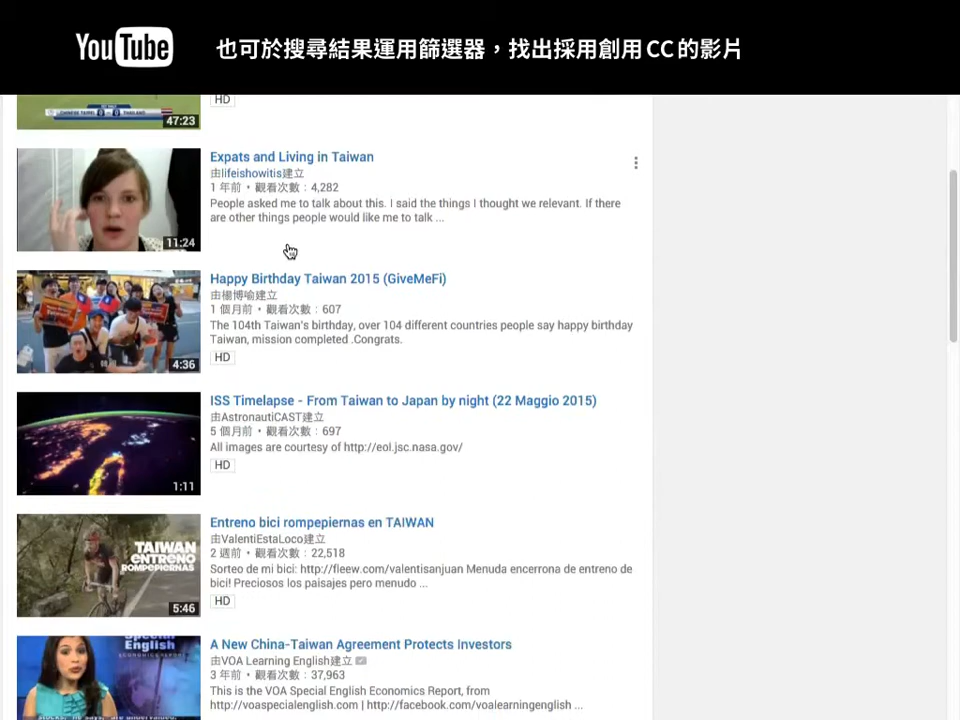 YouTube 也可於搜尋結果運用篩選器，找出採用創用CC的影片
HD
CHINESE TAIPEI THAILAND
47:23
Expats and Living in Taiwan
由lifeishowitis建立
1 年前 • 觀看次數：4,282
People asked me to talk about this. I said the things I thought we relevant. If there
are other things people would like me to talk ...
11:24
Happy Birthday Taiwan 2015 (GiveMeFi)
由楊博喻建立
1 個月前 • 觀看次數：607
The 104th Taiwan's birthday, over 104 different countries people say happy birthday
Taiwan, mission completed .Congrats.
HD
4:36
ISS Timelapse - From Taiwan to Japan by night (22 Maggio 2015)
由AstronautiCAST建立
5 個月前 • 觀看次數：697
All images are courtesy of http://eol.jsc.nasa.gov/
HD
1:11
Entreno bici rompepiernas en TAIWAN
由ValentiEstaLoco建立
2 週前 • 觀看次數：22,518
Sorteo de mi bici: http://fleew.com/valentisanjuan Menuda encerrona de entreno de
bici! Preciosos los paisajes pero menudo ...
HD
TAIWAN
ENTRENO
ROMPEPIERNAS
5:46
A New China-Taiwan Agreement Protects Investors
由VOA Learning English建立
3 年前 • 觀看次數：37,963
This is the VOA Special English Economics Report, from
http://voaspecialenglish.com | http://facebook.com/voalearningenglish ...
Special
English